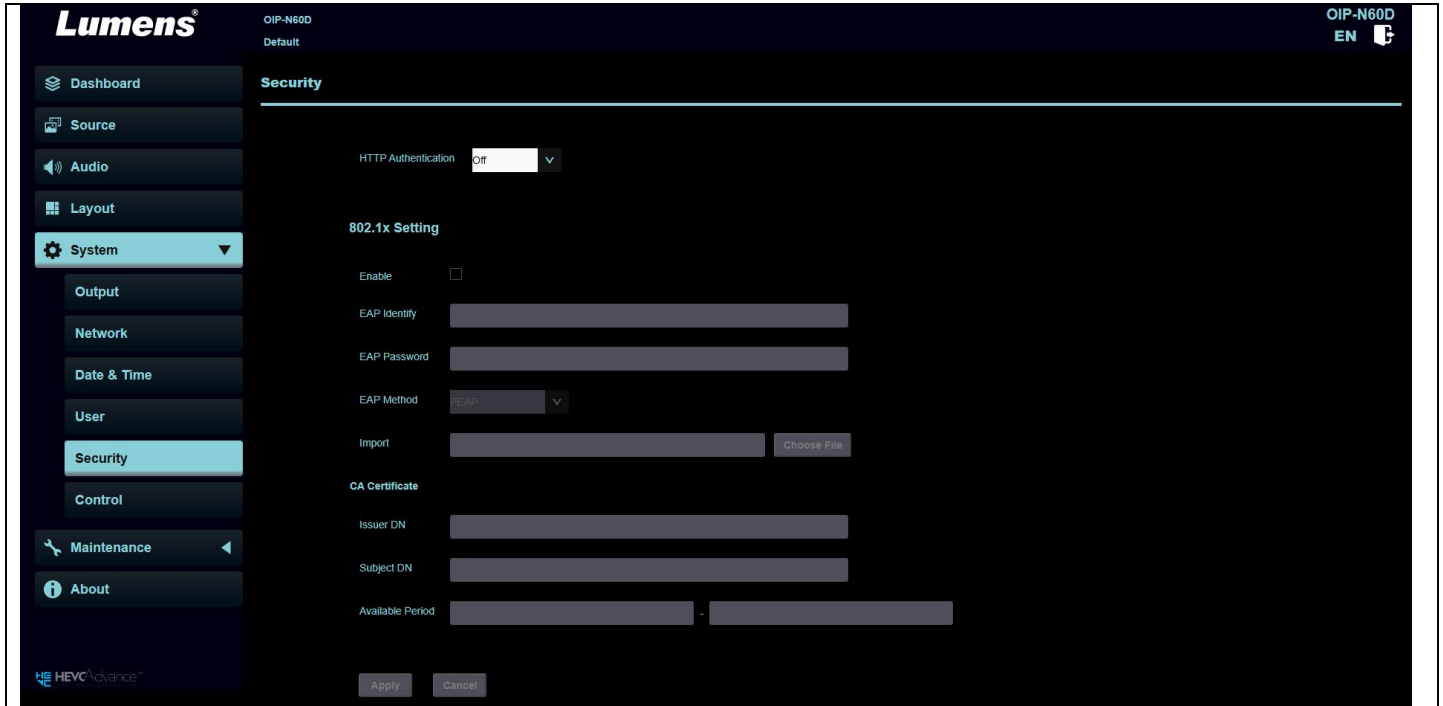 Lumens®
OIP-N60D
Default
OIP-N60D
EN
Dashboard
Source
Audio
Layout
System
Output
Network
Date & Time
User
Security
Control
Maintenance
About
HEVCAdvance™
Security
HTTP Authentication Off
802.1x Setting
Enable
EAP Identify
EAP Password
EAP Method PEAP
Import Choose File
CA Certificate
Issuer DN
Subject DN
Available Period -
Apply Cancel